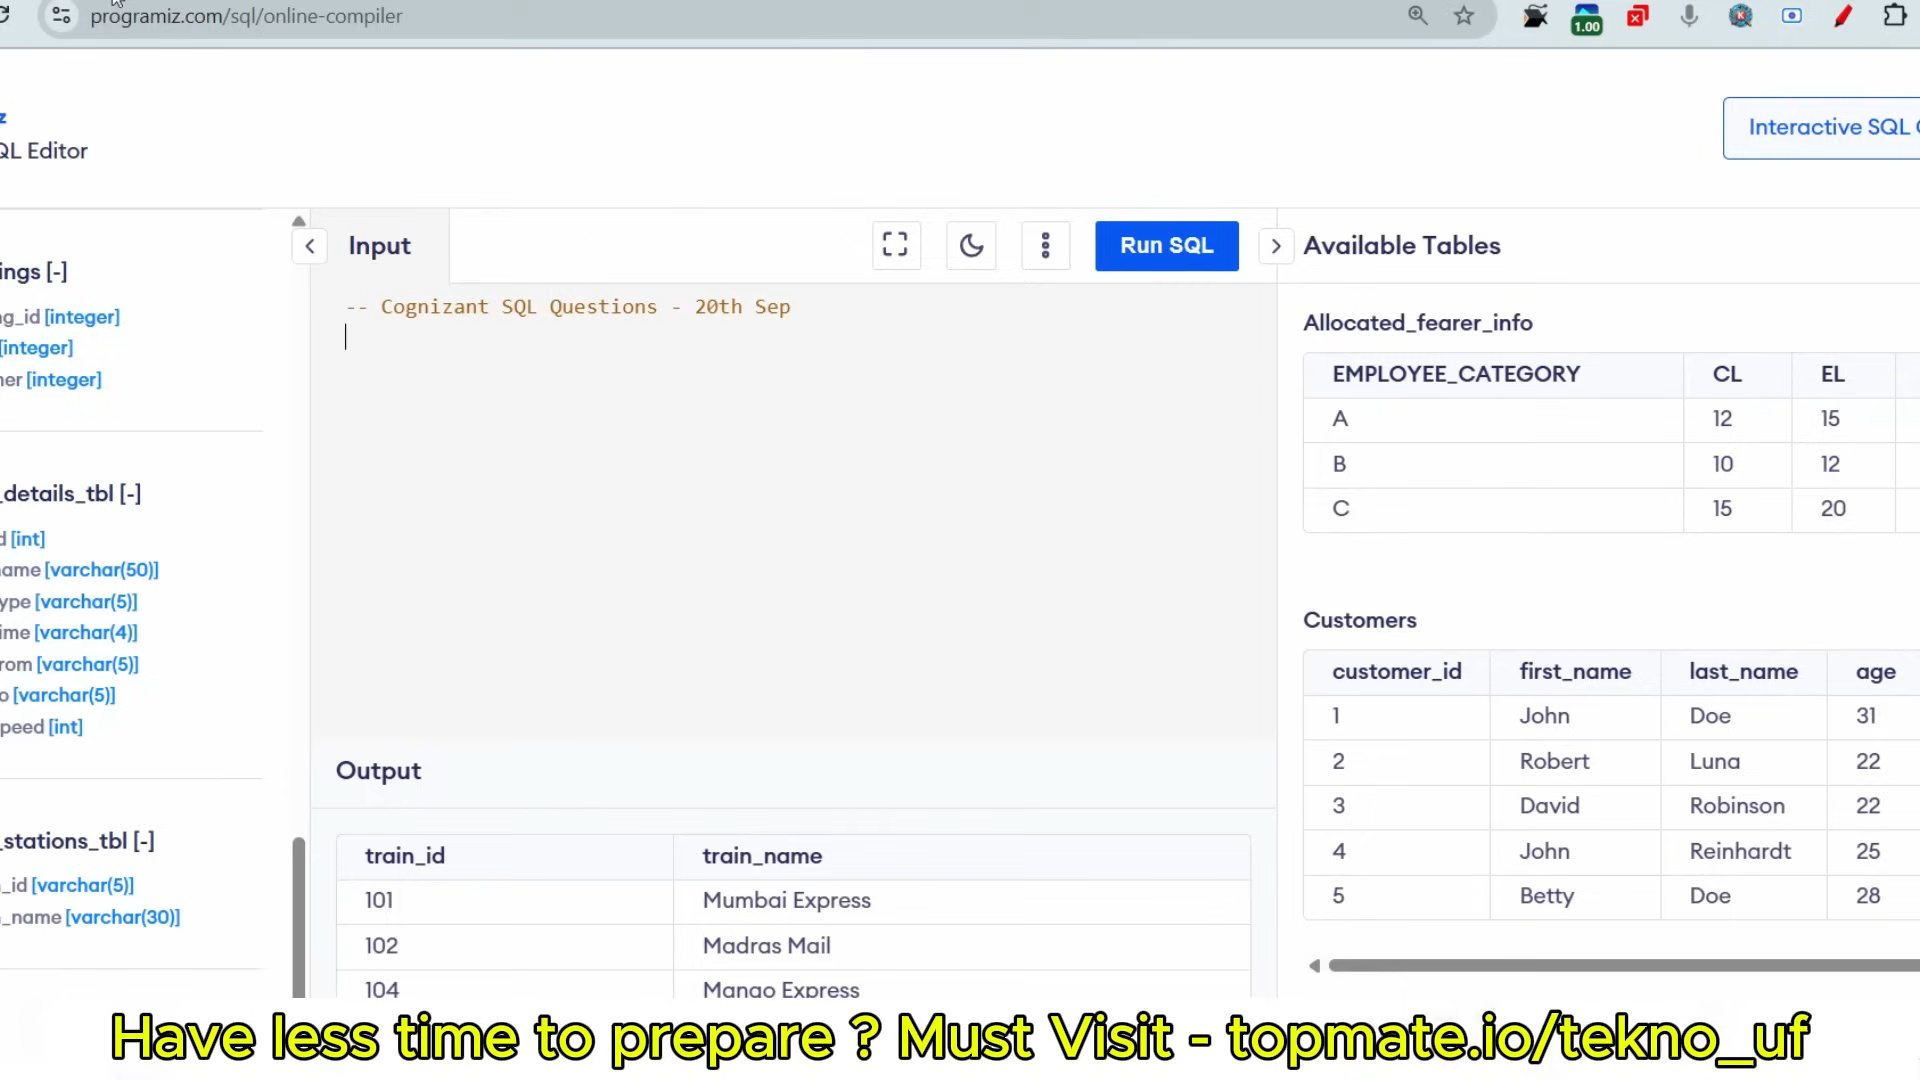 programiz.com/sql/online-compiler
1.00
z
QL Editor
Interactive SQL C
Input
Run SQL
Available Tables
ings [-]
ng_id [integer]
[integer]
ner [integer]
_details_tbl [-]
d [int]
name [varchar(50)]
ype [varchar(5)]
ime [varchar(4)]
rom [varchar(5)]
o [varchar(5)]
peed [int]
_stations_tbl [-]
_id [varchar(5)]
_name [varchar(30)]
-- Cognizant SQL Questions - 20th Sep
Output
train_id train_name
101 Mumbai Express
102 Madras Mail
104 Mango Express
Allocated_fearer_info
EMPLOYEE_CATEGORY CL EL
A 12 15
B 10 12
C 15 20
Customers
customer_id first_name last_name age
1 John Doe 31
2 Robert Luna 22
3 David Robinson 22
4 John Reinhardt 25
5 Betty Doe 28
Have less time to prepare ? Must Visit - topmate.io/tekno_uf